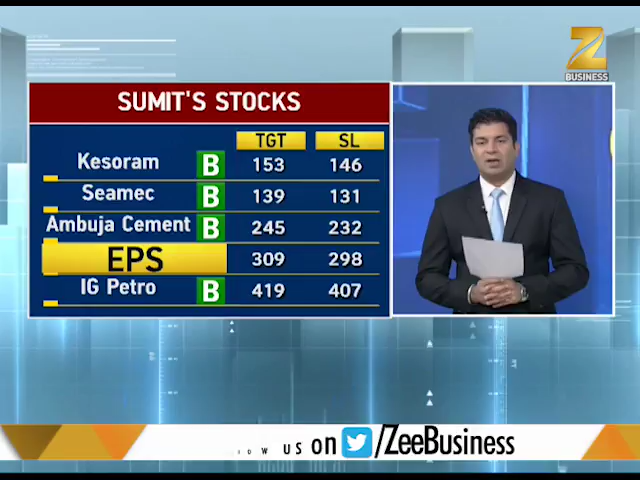 Z
BUSINESS
SUMIT'S STOCKS
TGT SL
Kesoram B 153 146
Seamec B 139 131
Ambuja Cement B 245 232
EPS 309 298
IG Petro B 419 407
US on /ZeeBusiness